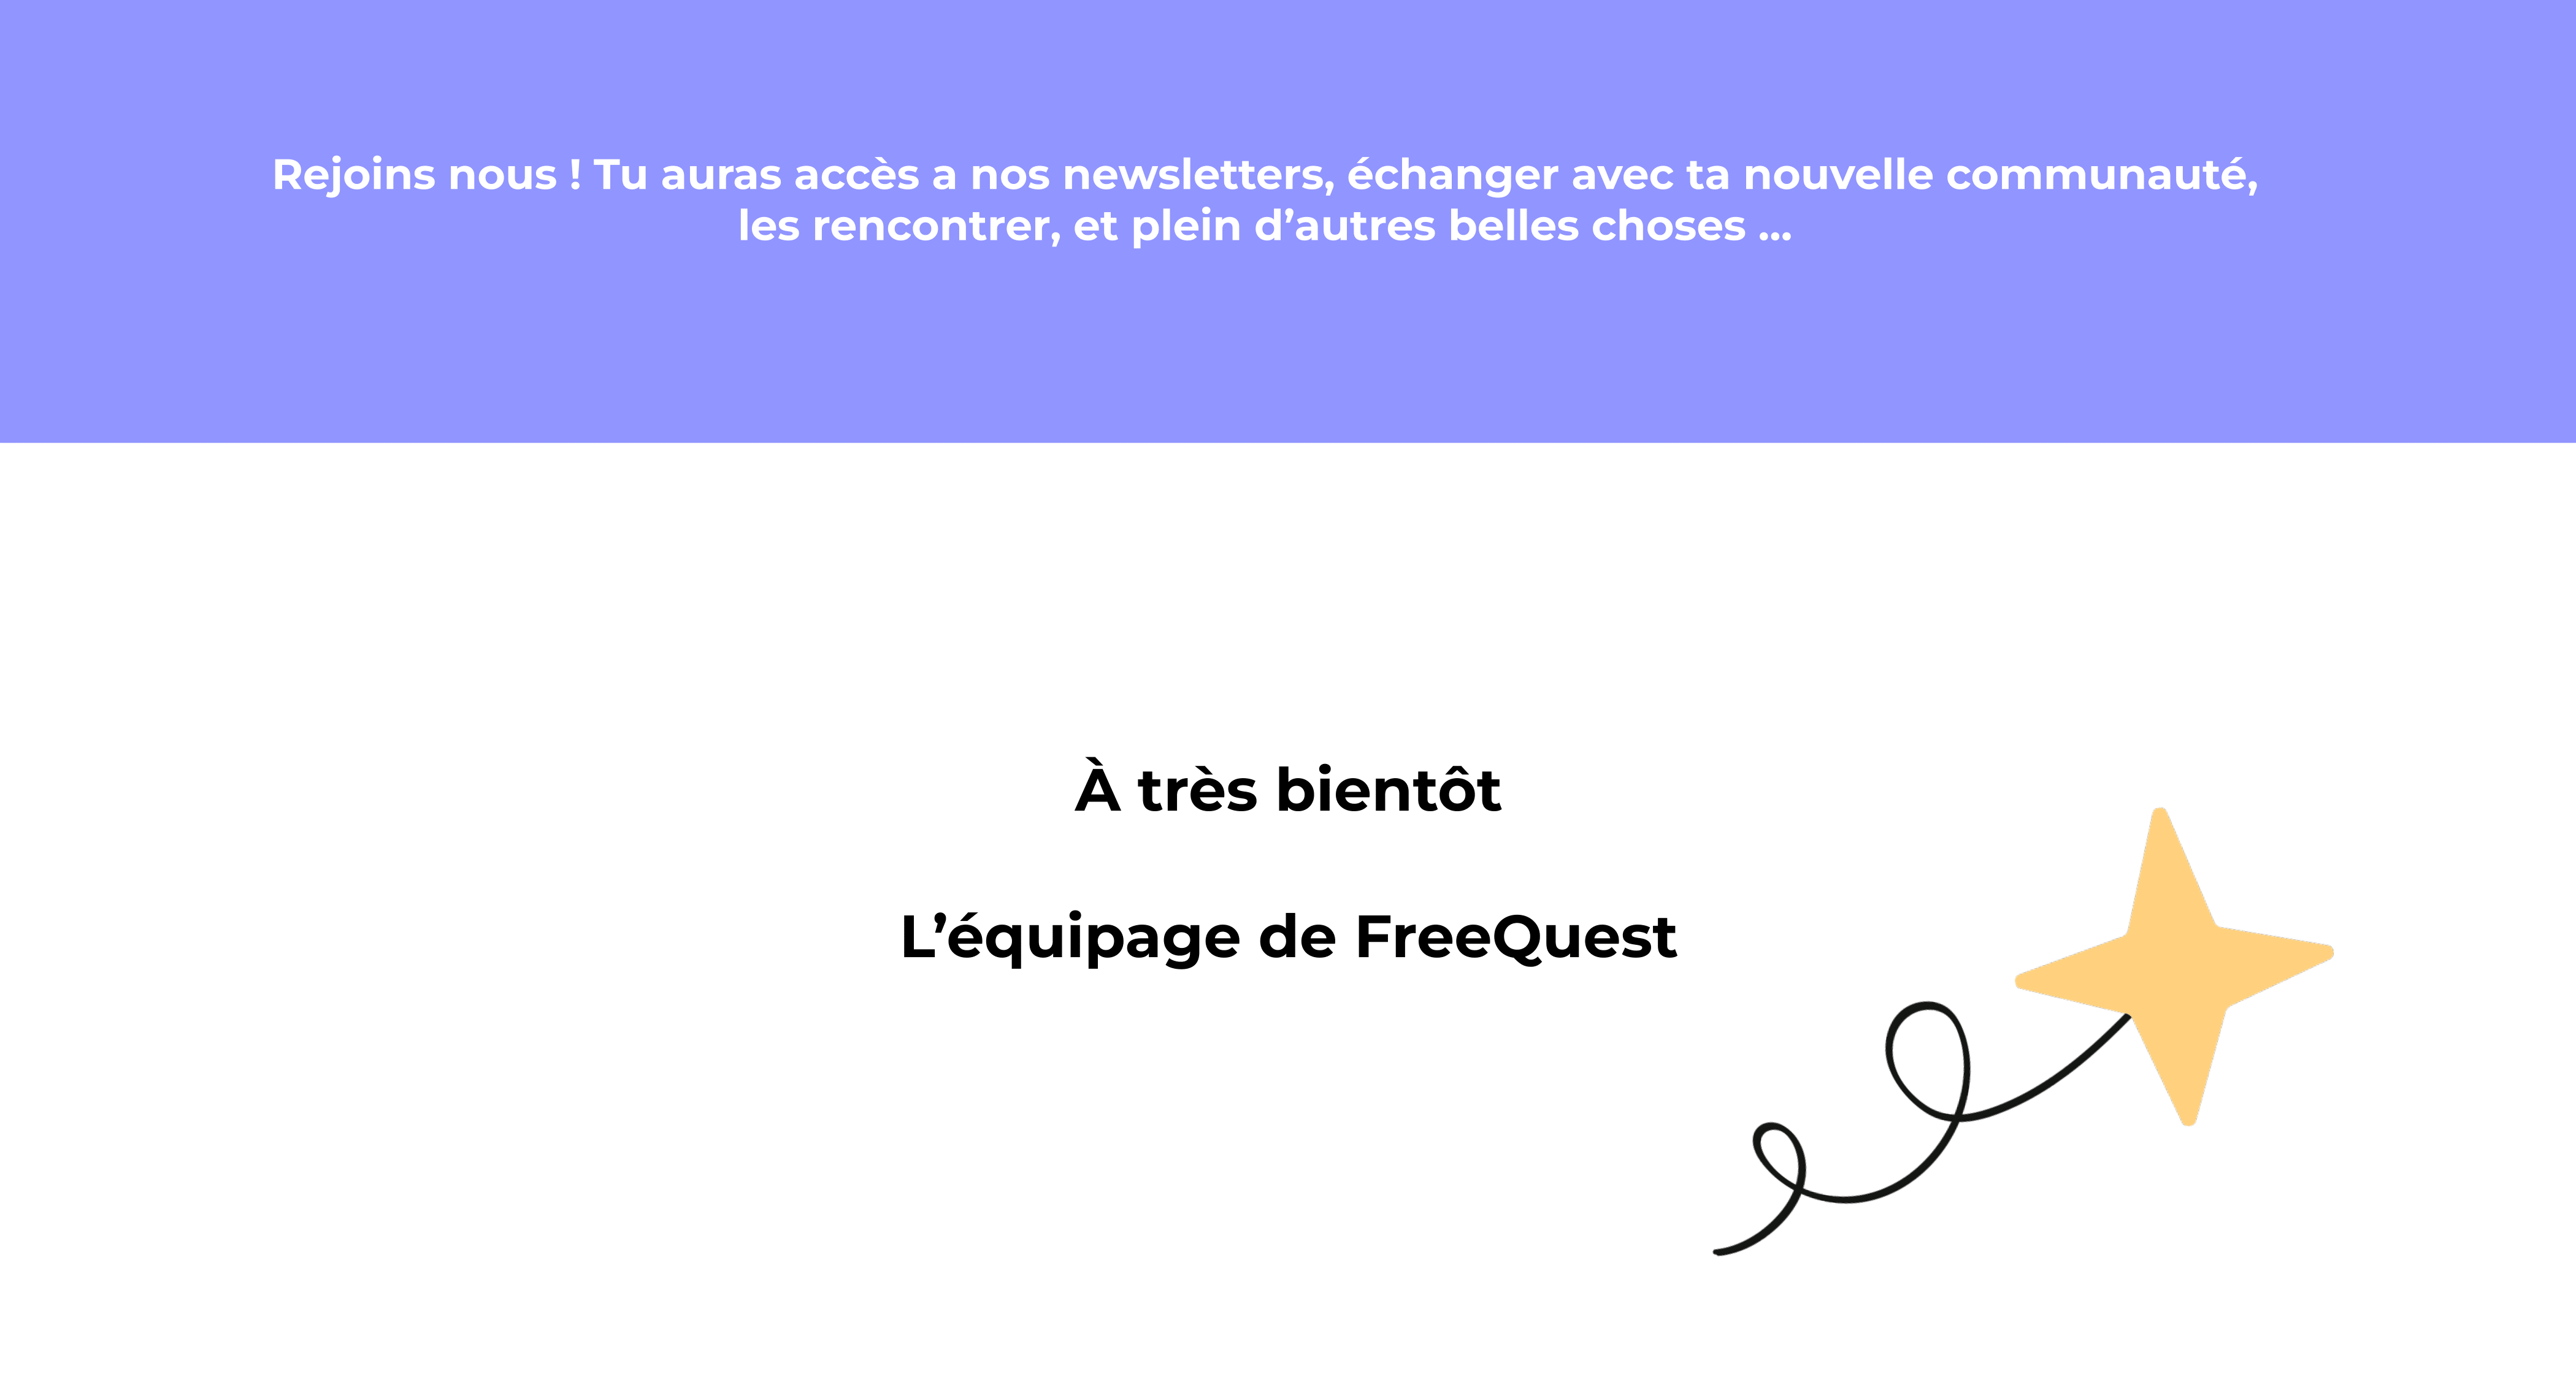 Rejoins nous ! Tu auras accès a nos newsletters, échanger avec ta nouvelle communauté,
les rencontrer, et plein d’autres belles choses ...
À très bientôt
L’équipage de FreeQuest